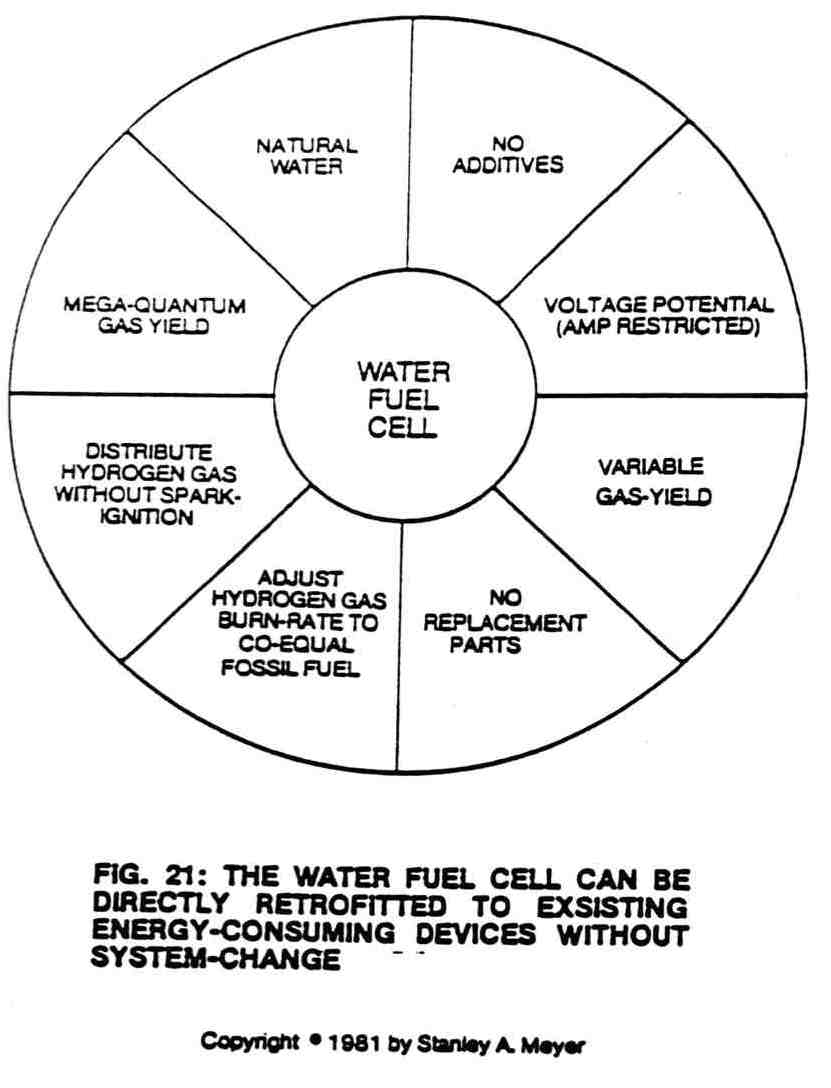 NATURAL
WATER
NO
ADDITIVES
VOLTAGE POTENTIAL
(AMP RESTRICTED)
VARIABLE
GAS-YIELD
NO
REPLACEMENT
PARTS
ADJUST
HYDROGEN GAS
BURN-RATE TO
CO-EQUAL
FOSSIL FUEL
DISTRIBUTE
HYDROGEN GAS
WITHOUT SPARK-
IGNITION
MEGA-QUANTUM
GAS YIELD
WATER
FUEL
CELL
FIG. 21: THE WATER FUEL CELL CAN BE
DIRECTLY RETROFITTED TO EXSISTING
ENERGY-CONSUMING DEVICES WITHOUT
SYSTEM-CHANGE
Copyright • 1981 by Stanley A. Meyer